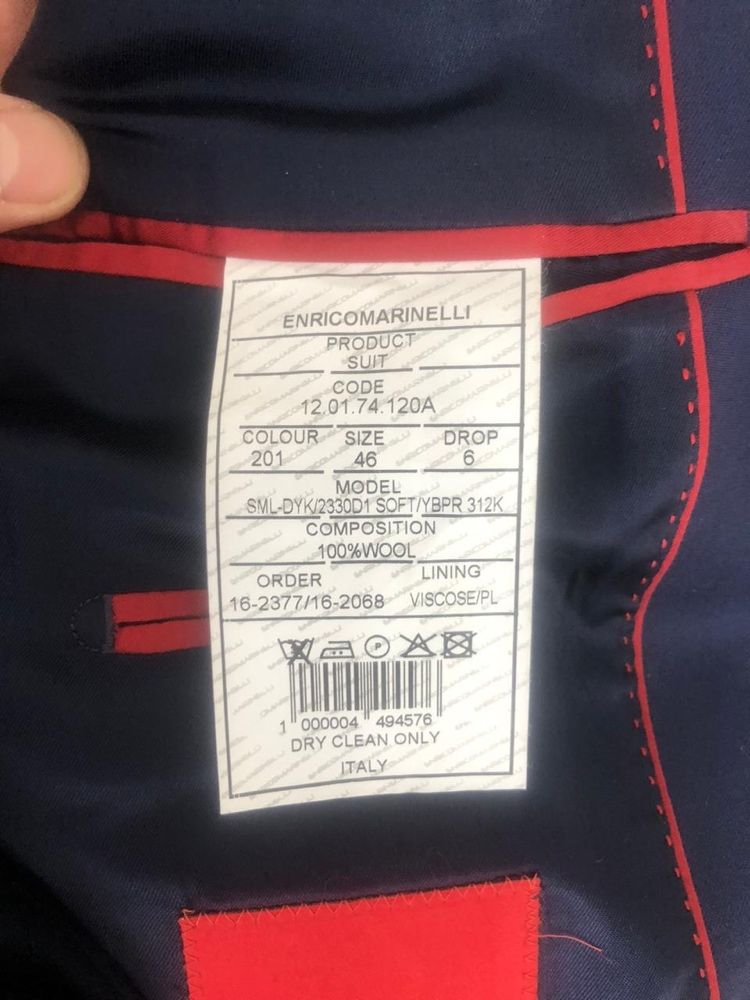 ENRICOMARINELLI
PRODUCT
SUIT
CODE
12.01.74.120A
COLOUR SIZE DROP
201 46 6
MODEL
SML-DYK/2330D1 SOFT/YBPR 312K
COMPOSITION
100%WOOL
ORDER LINING
16-2377/16-2068 VISCOSE/PL
P
1 000004 494576
DRY CLEAN ONLY
ITALY